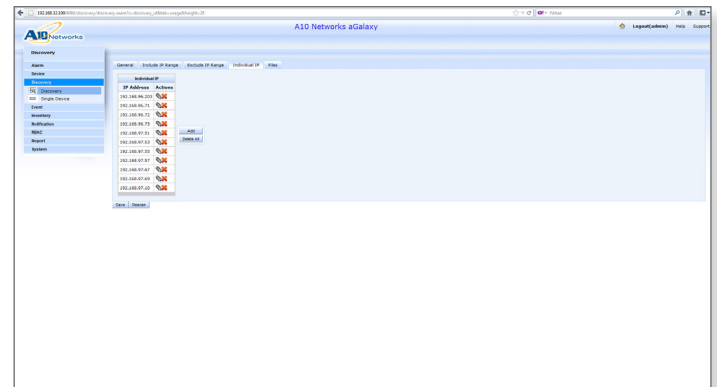 A10 Networks aGalaxy
Yahoo
Logout(admin) Help Support
A10 Networks
Discovery
Alarm
Device
Discovery
Discovery
Single Device
Event
Inventory
Notification
RBAC
Report
System
General Include IP Range Exclude IP Range Individual IP Files
Individual IP
IP Address Actions
192.168.96.203
192.168.96.71
192.168.96.72
192.168.96.75
192.168.97.51
192.168.97.53
192.168.97.55
192.168.97.57
192.168.97.67
192.168.97.69
192.168.97.10
Add
Delete All
Save Rescan